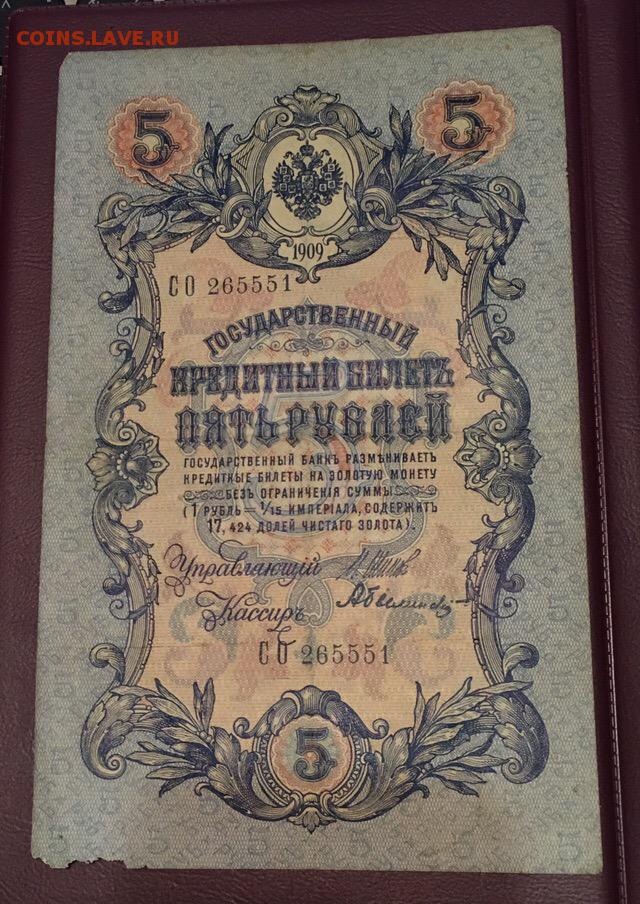 COINS.LAVE.RU
5 5
1909
СО 265551
ГОСУДАРСТВЕННЫЙ
КРЕДИТНЫЙ БИЛЕТЪ
ПЯТЬ РУБЛЕЙ
ГОСУДАРСТВЕННЫЙ БАНКЪ РАЗМѢНИВАЕТЪ
КРЕДИТНЫЕ БИЛЕТЫ НА ЗОЛОТУЮ МОНЕТУ
БЕЗЪ ОГРАНИЧЕНІЯ СУММЫ
(1 РУБЛЬ = 1/15 ИМПЕРІАЛА, СОДЕРЖИТЪ
17,424 ДОЛЕЙ ЧИСТАГО ЗОЛОТА).
Управляющій
Кассиръ
СО 265551
5